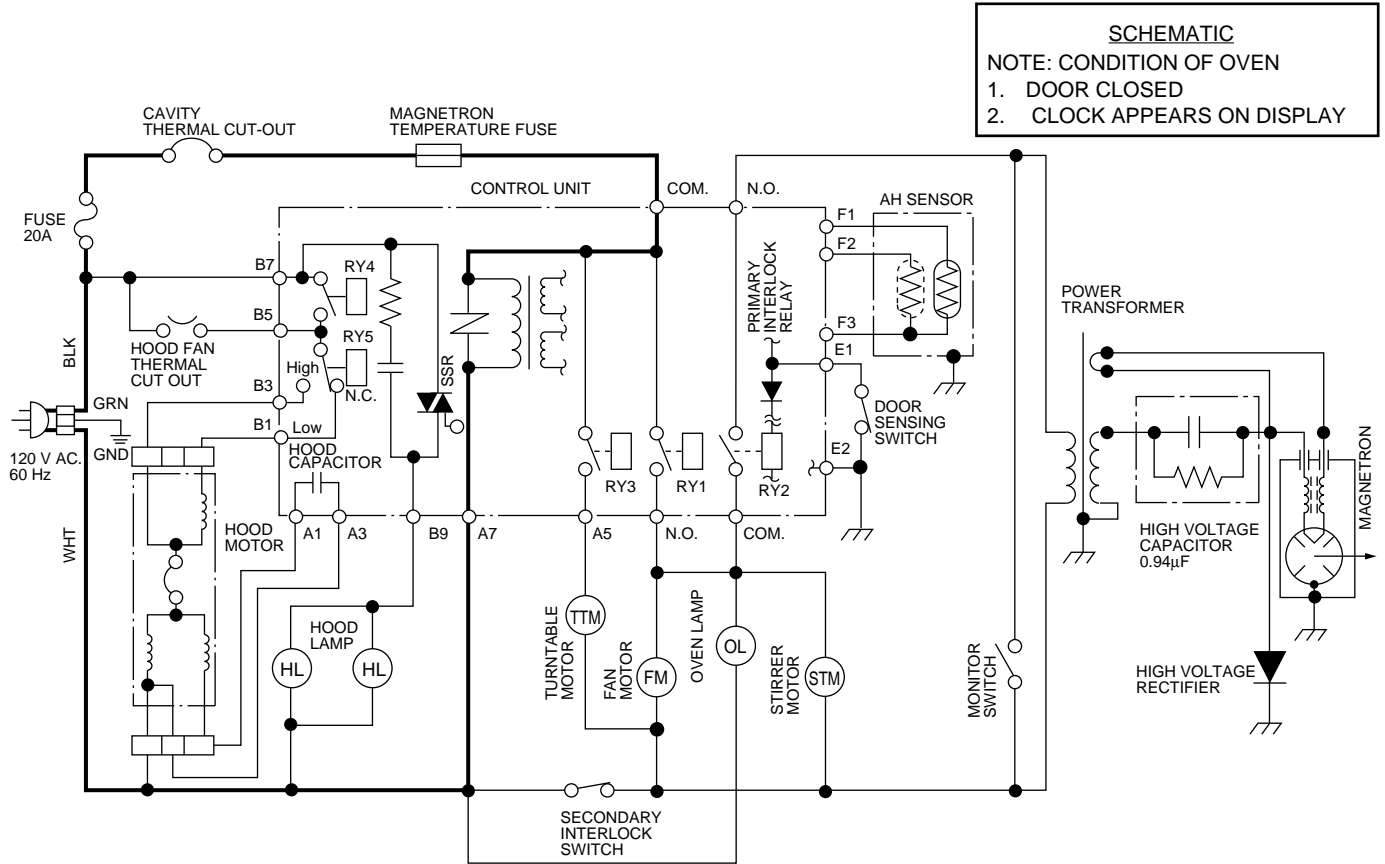 SCHEMATIC
NOTE: CONDITION OF OVEN
1. DOOR CLOSED
2. CLOCK APPEARS ON DISPLAY
CAVITY
THERMAL CUT-OUT
MAGNETRON
TEMPERATURE FUSE
FUSE
20A
CONTROL UNIT
COM.
N.O.
AH SENSOR
F1
F2
F3
E1
E2
B7
RY4
B5
RY5
HOOD FAN
THERMAL
CUT OUT
High
B3
N.C.
B1
Low
HOOD
CAPACITOR
SSR
PRIMARY
INTERLOCK
RELAY
DOOR
SENSING
SWITCH
POWER
TRANSFORMER
BLK
GRN
GND
120 V AC.
60 Hz
WHT
RY3
RY1
RY2
HOOD
MOTOR
A1
A3
B9
A7
A5
N.O.
COM.
HIGH VOLTAGE
CAPACITOR
0.94μF
MAGNETRON
HOOD
LAMP
HL
HL
TURNTABLE
MOTOR
TTM
FAN
MOTOR
FM
OVEN LAMP
OL
STIRRER
MOTOR
STM
MONITOR
SWITCH
HIGH VOLTAGE
RECTIFIER
SECONDARY
INTERLOCK
SWITCH